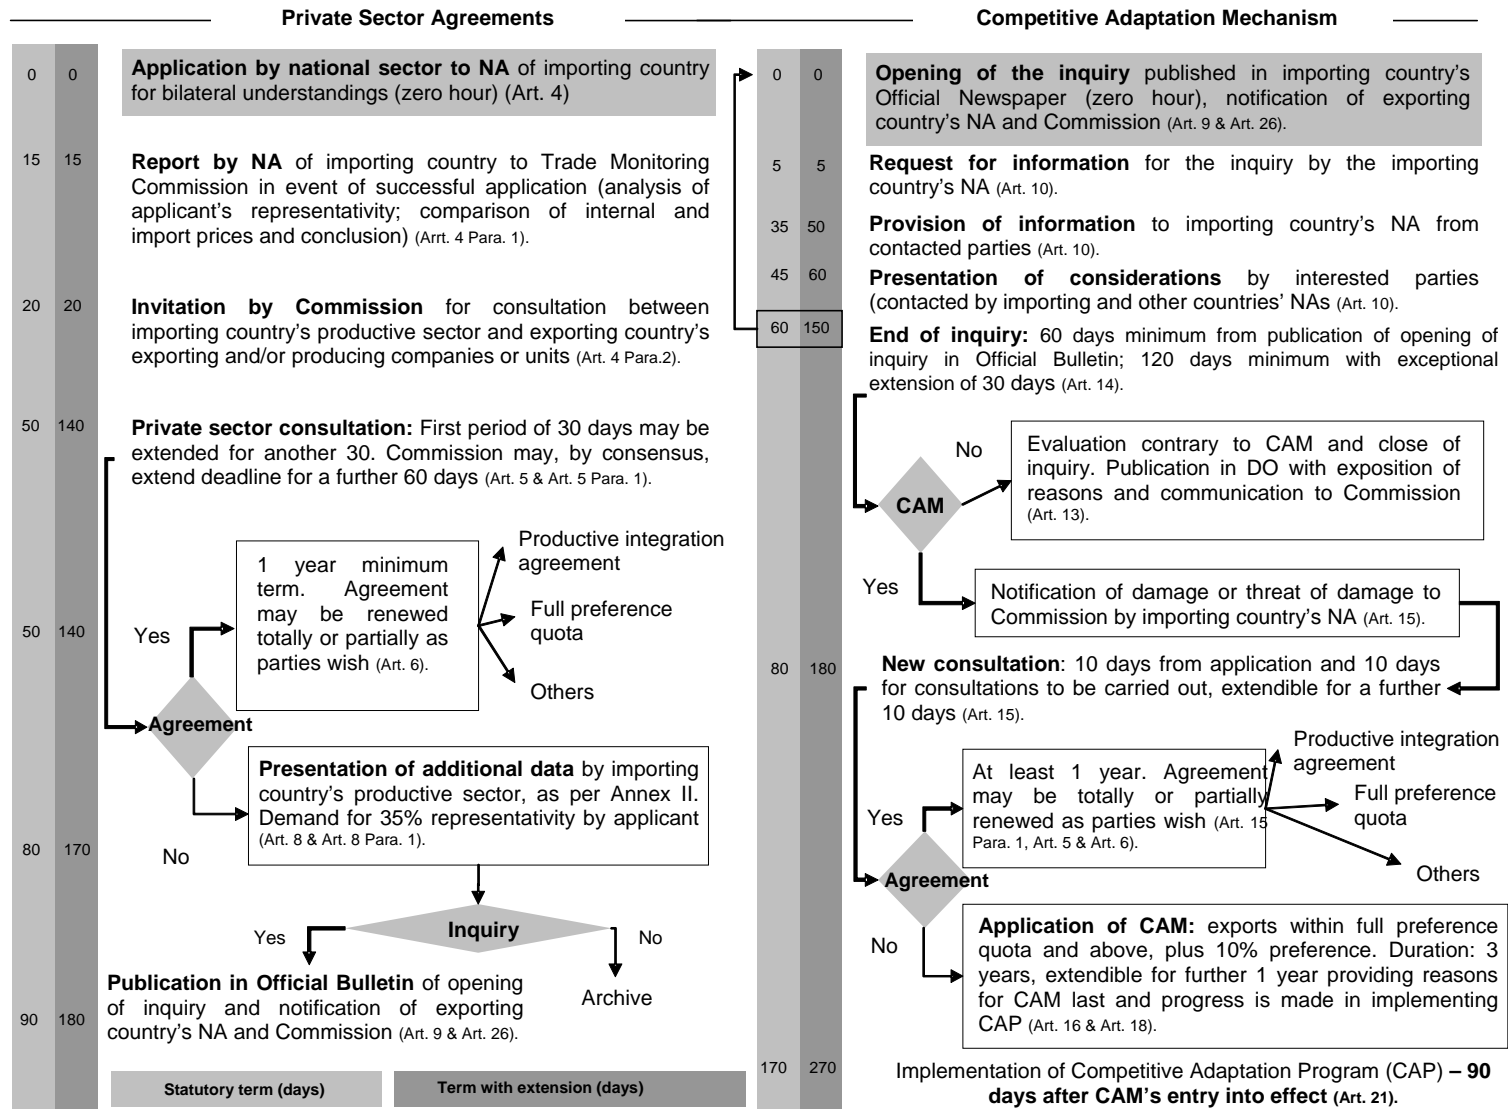 Private Sector Agreements
0 0
Application by national sector to NA of importing country
for bilateral understandings (zero hour) (Art. 4)
15 15
Report by NA of importing country to Trade Monitoring
Commission in event of successful application (analysis of
applicant's representativity; comparison of internal and
import prices and conclusion) (Arrt. 4 Para. 1).
20 20
Invitation by Commission for consultation between
importing country's productive sector and exporting country's
exporting and/or producing companies or units (Art. 4 Para.2).
50 140
Private sector consultation: First period of 30 days may be
extended for another 30. Commission may, by consensus,
extend deadline for a further 60 days (Art. 5 & Art. 5 Para. 1).
50 140
Yes
1 year minimum
term. Agreement
may be renewed
totally or partially as
parties wish (Art. 6).
Productive integration
agreement
Full preference
quota
Others
Agreement
Presentation of additional data by importing
country's productive sector, as per Annex II.
Demand for 35% representativity by applicant
(Art. 8 & Art. 8 Para. 1).
80 170
No
Inquiry
Yes
No
Publication in Official Bulletin of opening
of inquiry and notification of exporting
country's NA and Commission (Art. 9 & Art. 26).
Archive
90 180
Statutory term (days)
Term with extension (days)
Competitive Adaptation Mechanism
0 0
Opening of the inquiry published in importing country's
Official Newspaper (zero hour), notification of exporting
country's NA and Commission (Art. 9 & Art. 26).
5 5
Request for information for the inquiry by the importing
country's NA (Art. 10).
35 50
Provision of information to importing country's NA from
contacted parties (Art. 10).
45 60
Presentation of considerations by interested parties
(contacted by importing and other countries' NAs (Art. 10).
60 150
End of inquiry: 60 days minimum from publication of opening of
inquiry in Official Bulletin; 120 days minimum with exceptional
extension of 30 days (Art. 14).
No
Evaluation contrary to CAM and close of
inquiry. Publication in DO with exposition of
reasons and communication to Commission
(Art. 13).
CAM
Yes
Notification of damage or threat of damage to
Commission by importing country's NA (Art. 15).
80 180
New consultation: 10 days from application and 10 days
for consultations to be carried out, extendible for a further
10 days (Art. 15).
Yes
At least 1 year. Agreement
may be totally or partially
renewed as parties wish (Art. 15
Para. 1, Art. 5 & Art. 6).
Productive integration
agreement
Full preference
quota
Others
Agreement
No
Application of CAM: exports within full preference
quota and above, plus 10% preference. Duration: 3
years, extendible for further 1 year providing reasons
for CAM last and progress is made in implementing
CAP (Art. 16 & Art. 18).
170 270
Implementation of Competitive Adaptation Program (CAP) – 90
days after CAM's entry into effect (Art. 21).